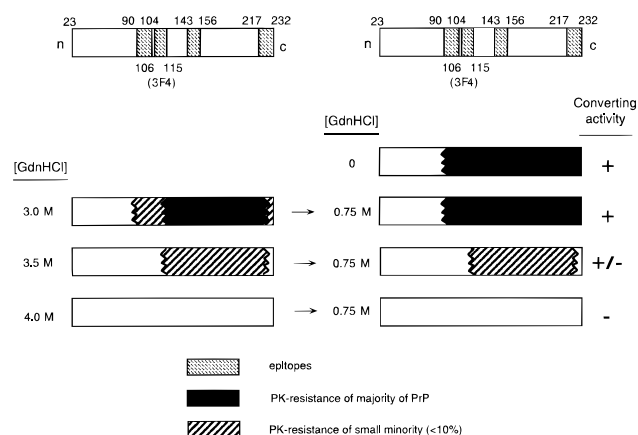 23 90 104 143 156 217 232
n c
106 115
(3F4)
23 90 104 143 156 217 232
n c
106 115
(3F4)
[GdnHCl]
Converting
activity
0 +
[GdnHCl]
3.0 M → 0.75 M +
3.5 M → 0.75 M +/-
4.0 M → 0.75 M -
epitopes
PK-resistance of majority of PrP
PK-resistance of small minority (<10%)